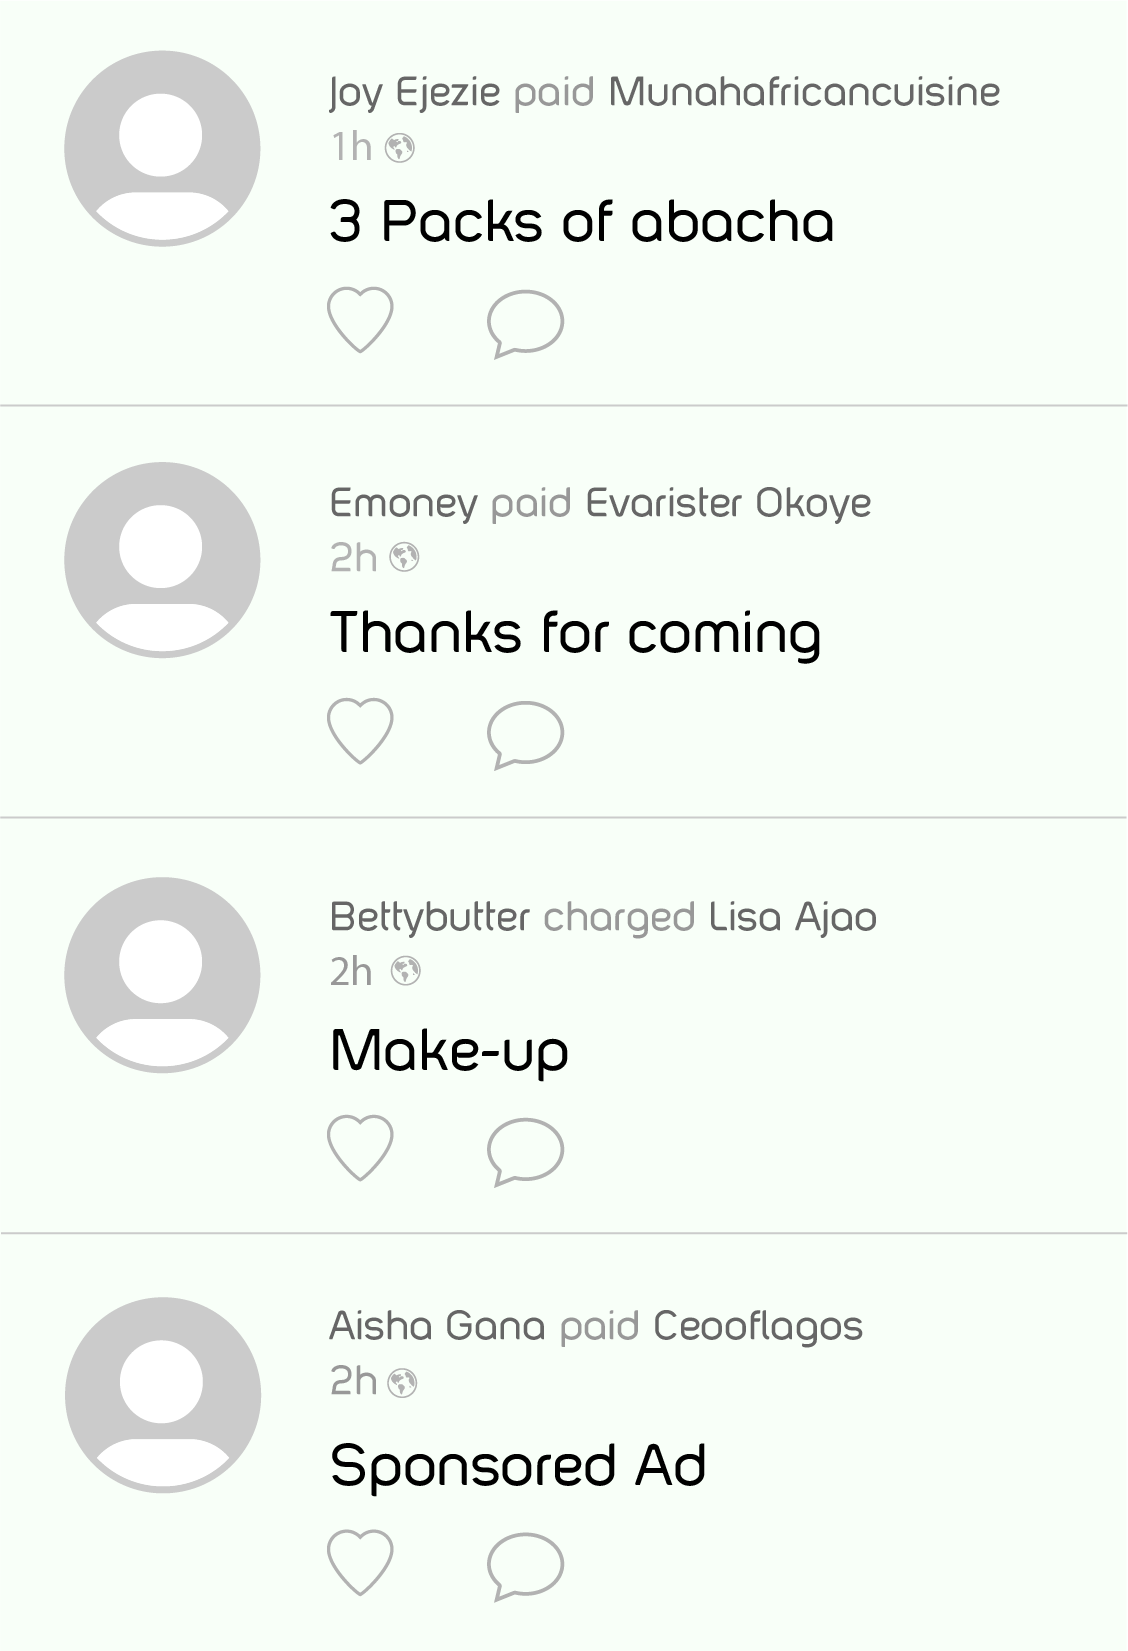 Joy Ejezie paid Munahafricancuisine
1h
3 Packs of abacha
Emoney paid Evarister Okoye
2h
Thanks for coming
Bettybutter charged Lisa Ajao
2h
Make-up
Aisha Gana paid Ceooflagos
2h
Sponsored Ad